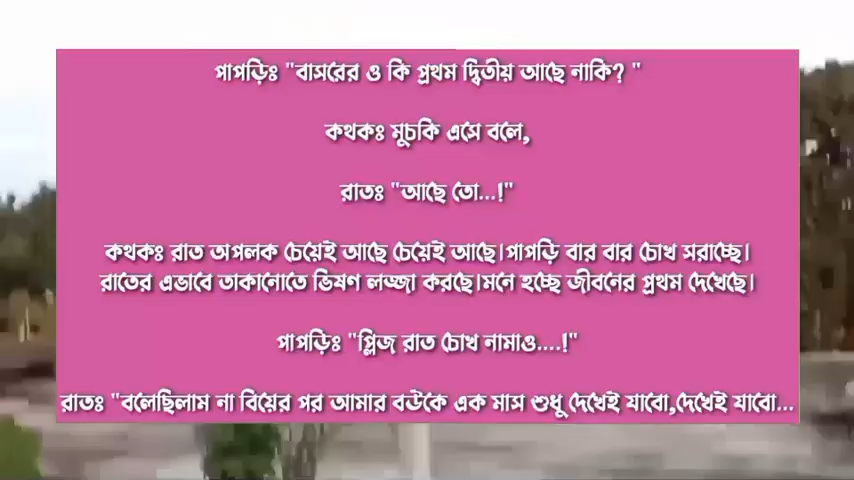 পাপড়িঃ "বাসরের ও কি প্রথম দ্বিতীয় আছে নাকি? "
কথকঃ মুচকি এসে বলে,
রাতঃ "আছে তো...!"
কথকঃ রাত অপলক চেয়েই আছে চেয়েই আছে।পাপড়ি বার বার চোখ সরাচ্ছে।
রাতের এভাবে তাকানোতে ভিষণ লজ্জা করছে।মনে হচ্ছে জীবনের প্রথম দেখেছে।
পাপড়িঃ "প্লিজ রাত চোখ নামাও....!"
রাতঃ "বলেছিলাম না বিয়ের পর আমার বউকে এক মাস শুধু দেখেই যাবো,দেখেই যাবো...